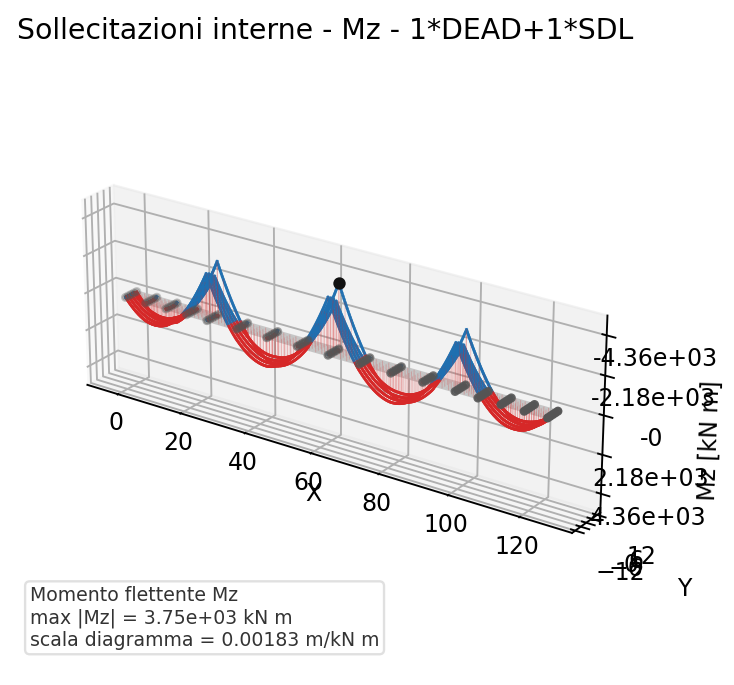 Sollecitazioni interne - Mz - 1*DEAD+1*SDL
-4.36e+03
-2.18e+03
-0
2.18e+03
4.36e+03
Mz [kN m]
0
20
40
60
80
100
120
X
12
−12
Y
Momento flettente Mz
max |Mz| = 3.75e+03 kN m
scala diagramma = 0.00183 m/kN m